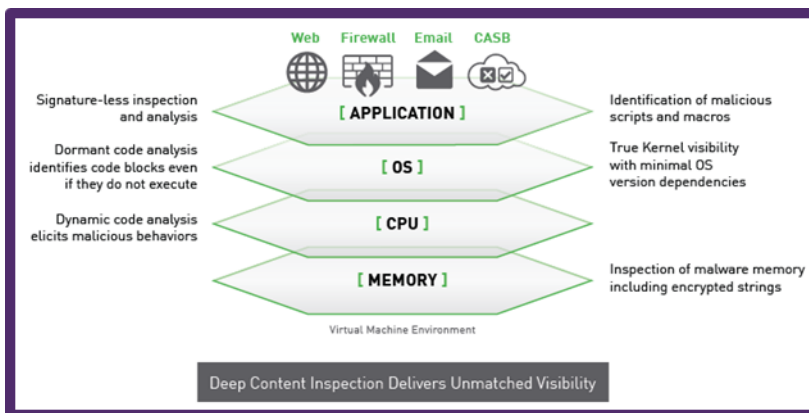 Web Firewall Email CASB
Signature-less inspection
and analysis
[ APPLICATION ]
Identification of malicious
scripts and macros
Dormant code analysis
identifies code blocks even
if they do not execute
[ OS ]
True Kernel visibility
with minimal OS
version dependencies
Dynamic code analysis
elicits malicious behaviors
[ CPU ]
[ MEMORY ]
Inspection of malware memory
including encrypted strings
Virtual Machine Environment
Deep Content Inspection Delivers Unmatched Visibility